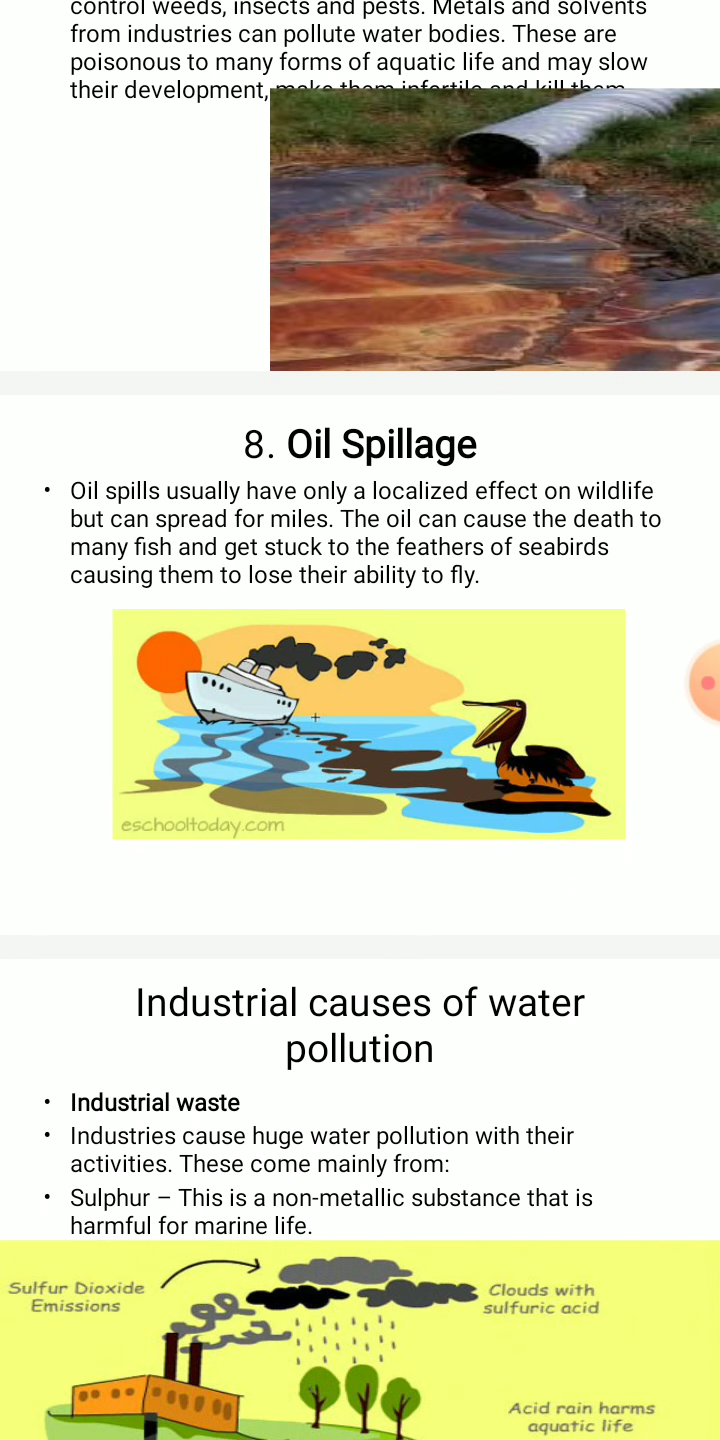 control weeds, insects and pests. Metals and solvents
from industries can pollute water bodies. These are
poisonous to many forms of aquatic life and may slow
their development, make them infertile and kill them.
8. Oil Spillage
• Oil spills usually have only a localized effect on wildlife
but can spread for miles. The oil can cause the death to
many fish and get stuck to the feathers of seabirds
causing them to lose their ability to fly.
eschooltoday.com
Industrial causes of water
pollution
• Industrial waste
• Industries cause huge water pollution with their
activities. These come mainly from:
• Sulphur – This is a non-metallic substance that is
harmful for marine life.
Sulfur Dioxide
Emissions
Clouds with
sulfuric acid
Acid rain harms
aquatic life